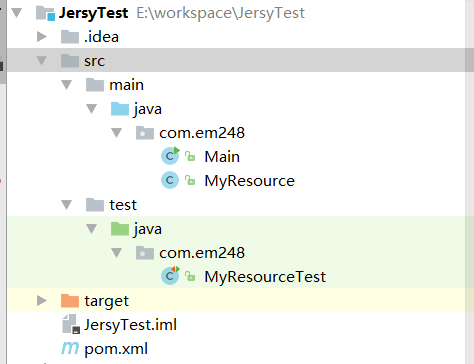 JersyTest E:\workspace\JersyTest
.idea
src
main
java
com.em248
Main
MyResource
test
java
com.em248
MyResourceTest
target
JersyTest.iml
pom.xml